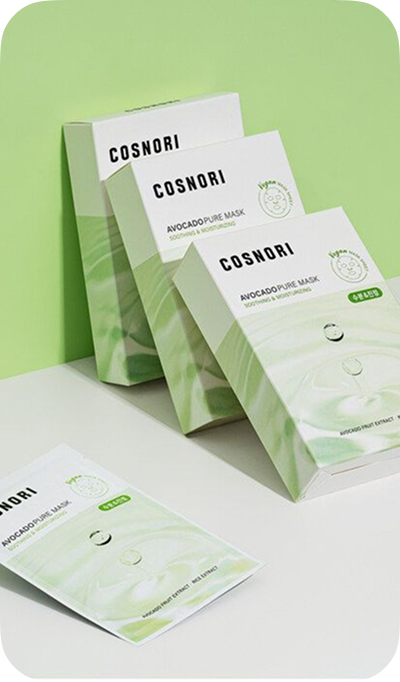 COSNORI
COSNORI
AVOCADO PURE MASK
SOOTHING & MOISTURIZING
Vegan
COSNORI
AVOCADO PURE MASK
SOOTHING & MOISTURIZING
Vegan
수분&진정
AVOCADO FRUIT EXTRACT ·
NORI
AVOCADO PURE MASK
SOOTHING & MOISTURIZING
Vegan
수분&진정
AVOCADO FRUIT EXTRACT · RICE EXTRACT